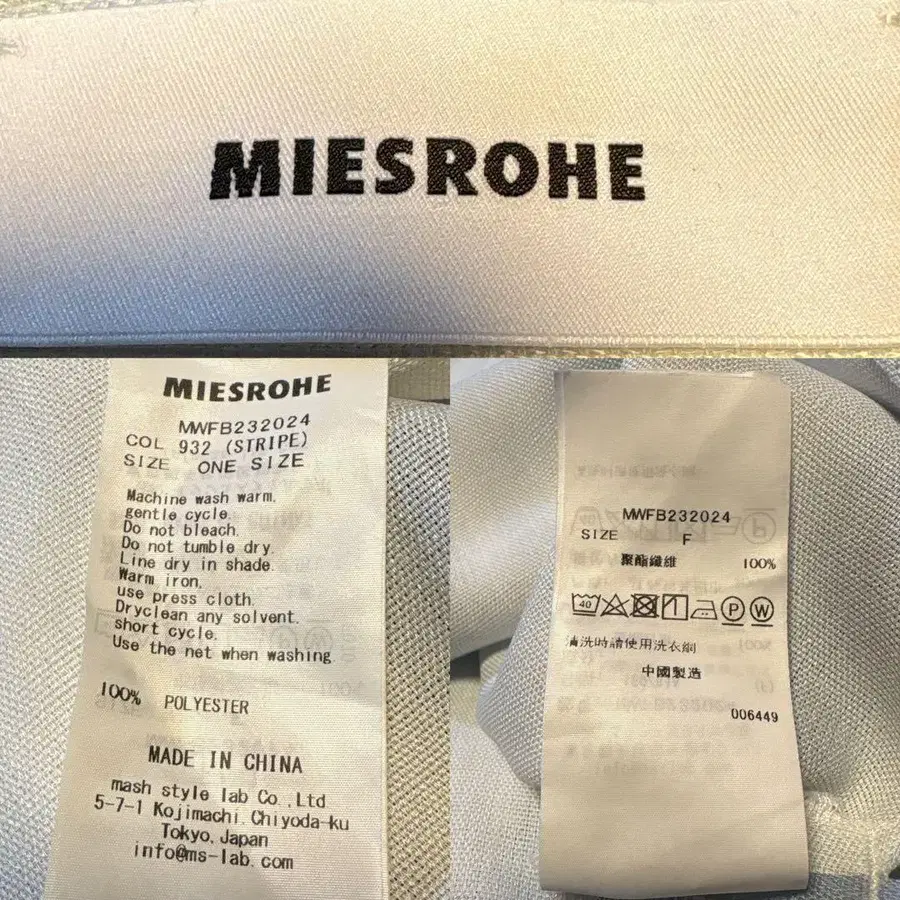 MIESROHE
MIESROHE
MWFB232024
COL 932 (STRIPE)
SIZE ONE SIZE
Machine wash warm,
gentle cycle.
Do not bleach.
Do not tumble dry.
Line dry in shade.
Warm iron,
use press cloth.
Dryclean any solvent.
short cycle.
Use the net when washing.
100% POLYESTER
MADE IN CHINA
mash style lab Co.,Ltd
5-7-1 Kojimachi, Chiyoda-ku
Tokyo, Japan
info@ms-lab.com
MWFB232024
SIZE F
聚酯纖維 100%
40 P W
清洗時請使用洗衣網
中國製造
006449